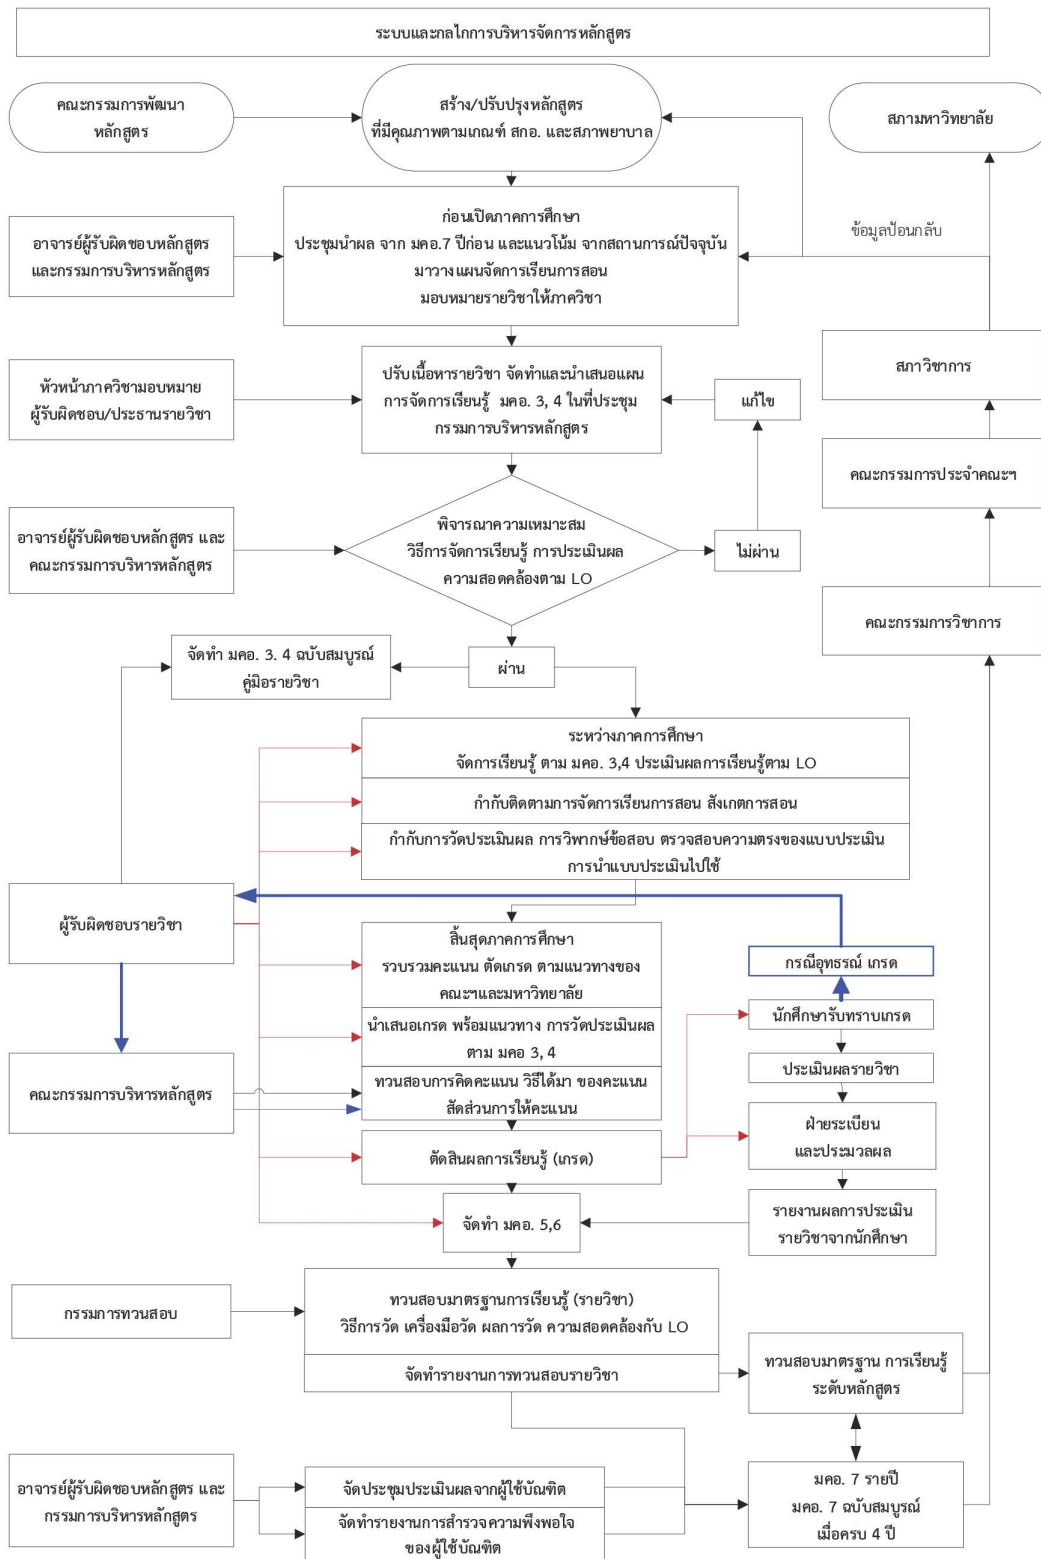 ระบบและกลไกการบริหารจัดการหลักสูตร
คณะกรรมการพัฒนา
หลักสูตร
สร้าง/ปรับปรุงหลักสูตร
ที่มีคุณภาพตามเกณฑ์ สกอ. และสภาพยาบาล
สภามหาวิทยาลัย
อาจารย์ผู้รับผิดชอบหลักสูตร
และกรรมการบริหารหลักสูตร
ก่อนเปิดภาคการศึกษา
ประชุมนำผล จาก มคอ.7 ปีก่อน และแนวโน้ม จากสถานการณ์ปัจจุบัน
มาวางแผนจัดการเรียนการสอน
มอบหมายรายวิชาให้ภาควิชา
ข้อมูลป้อนกลับ
หัวหน้าภาควิชามอบหมาย
ผู้รับผิดชอบ/ประธานรายวิชา
ปรับเนื้อหารายวิชา จัดทำและนำเสนอแผน
การจัดการเรียนรู้ มคอ. 3, 4 ในที่ประชุม
กรรมการบริหารหลักสูตร
แก้ไข
สภาวิชาการ
คณะกรรมการประจำคณะฯ
อาจารย์ผู้รับผิดชอบหลักสูตร และ
คณะกรรมการบริหารหลักสูตร
พิจารณาความเหมาะสม
วิธีการจัดการเรียนรู้ การประเมินผล
ความสอดคล้องตาม LO
ไม่ผ่าน
คณะกรรมการวิชาการ
จัดทำ มคอ. 3. 4 ฉบับสมบูรณ์
คู่มือรายวิชา
ผ่าน
ระหว่างภาคการศึกษา
จัดการเรียนรู้ ตาม มคอ. 3,4 ประเมินผลการเรียนรู้ตาม LO
กำกับติดตามการจัดการเรียนการสอน สังเกตการสอน
กำกับการวัดประเมินผล การวิพากษ์ข้อสอบ ตรวจสอบความตรงของแบบประเมิน
การนำแบบประเมินไปใช้
ผู้รับผิดชอบรายวิชา
สิ้นสุดภาคการศึกษา
รวบรวมคะแนน ตัดเกรด ตามแนวทางของ
คณะฯและมหาวิทยาลัย
กรณีอุทธรณ์ เกรด
นำเสนอเกรด พร้อมแนวทาง การวัดประเมินผล
ตาม มคอ 3, 4
นักศึกษารับทราบเกรด
คณะกรรมการบริหารหลักสูตร
ทวนสอบการคิดคะแนน วิธีได้มา ของคะแนน
สัดส่วนการให้คะแนน
ประเมินผลรายวิชา
ตัดสินผลการเรียนรู้ (เกรด)
ฝ่ายระเบียน
และประมวลผล
จัดทำ มคอ. 5,6
รายงานผลการประเมิน
รายวิชาจากนักศึกษา
กรรมการทวนสอบ
ทวนสอบมาตรฐานการเรียนรู้ (รายวิชา)
วิธีการวัด เครื่องมือวัด ผลการวัด ความสอดคล้องกับ LO
จัดทำรายงานการทวนสอบรายวิชา
ทวนสอบมาตรฐาน การเรียนรู้
ระดับหลักสูตร
อาจารย์ผู้รับผิดชอบหลักสูตร และ
กรรมการบริหารหลักสูตร
จัดประชุมประเมินผลจากผู้ใช้บัณฑิต
จัดทำรายงานการสำรวจความพึงพอใจ
ของผู้ใช้บัณฑิต
มคอ. 7 รายปี
มคอ. 7 ฉบับสมบูรณ์
เมื่อครบ 4 ปี